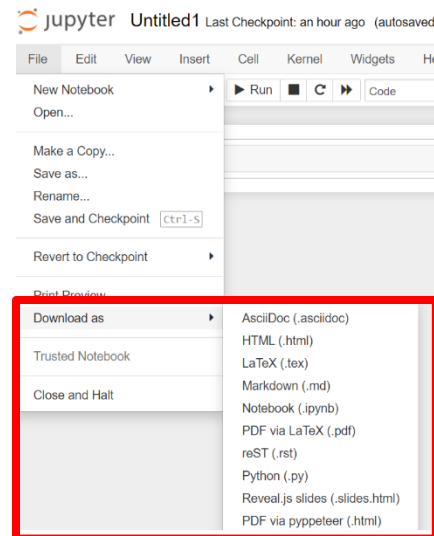 jupyter Untitled1 Last Checkpoint: an hour ago (autosaved
File Edit View Insert Cell Kernel Widgets He
New Notebook
Run Code
Open...
Make a Copy...
Save as...
Rename...
Save and Checkpoint Ctrl-S
Revert to Checkpoint
Print Preview
Download as
AsciiDoc (.asciidoc)
HTML (.html)
Trusted Notebook
LaTeX (.tex)
Markdown (.md)
Close and Halt
Notebook (.ipynb)
PDF via LaTeX (.pdf)
reST (.rst)
Python (.py)
Reveal.js slides (.slides.html)
PDF via pyppeteer (.html)